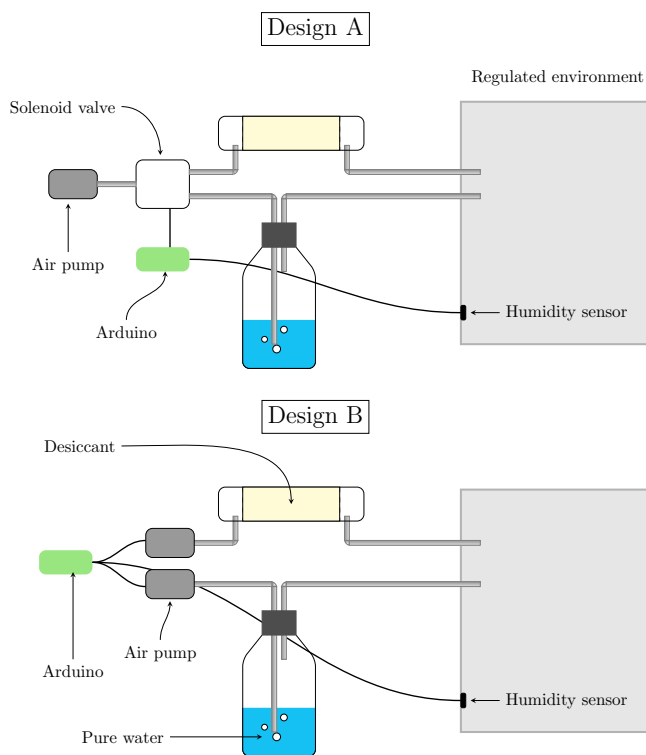 Design A
Regulated environment
Solenoid valve
Air pump
Arduino
Humidity sensor
Design B
Desiccant
Air pump
Arduino
Humidity sensor
Pure water